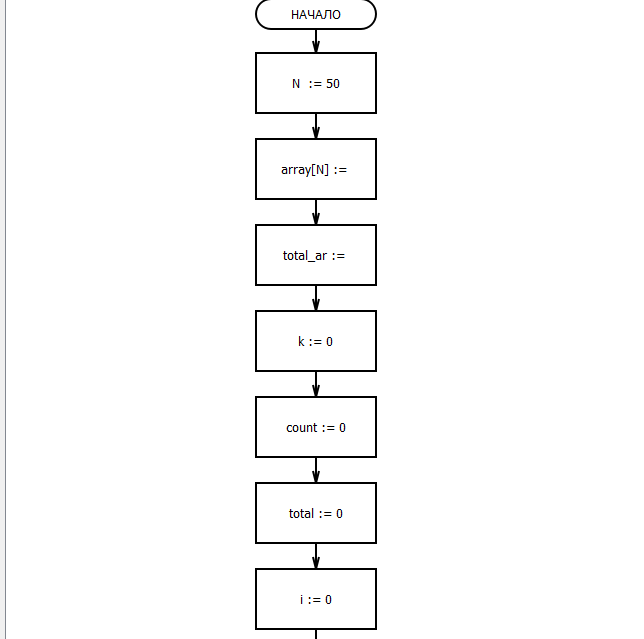 НАЧАЛО
N := 50
array[N] :=
total_ar :=
k := 0
count := 0
total := 0
i := 0